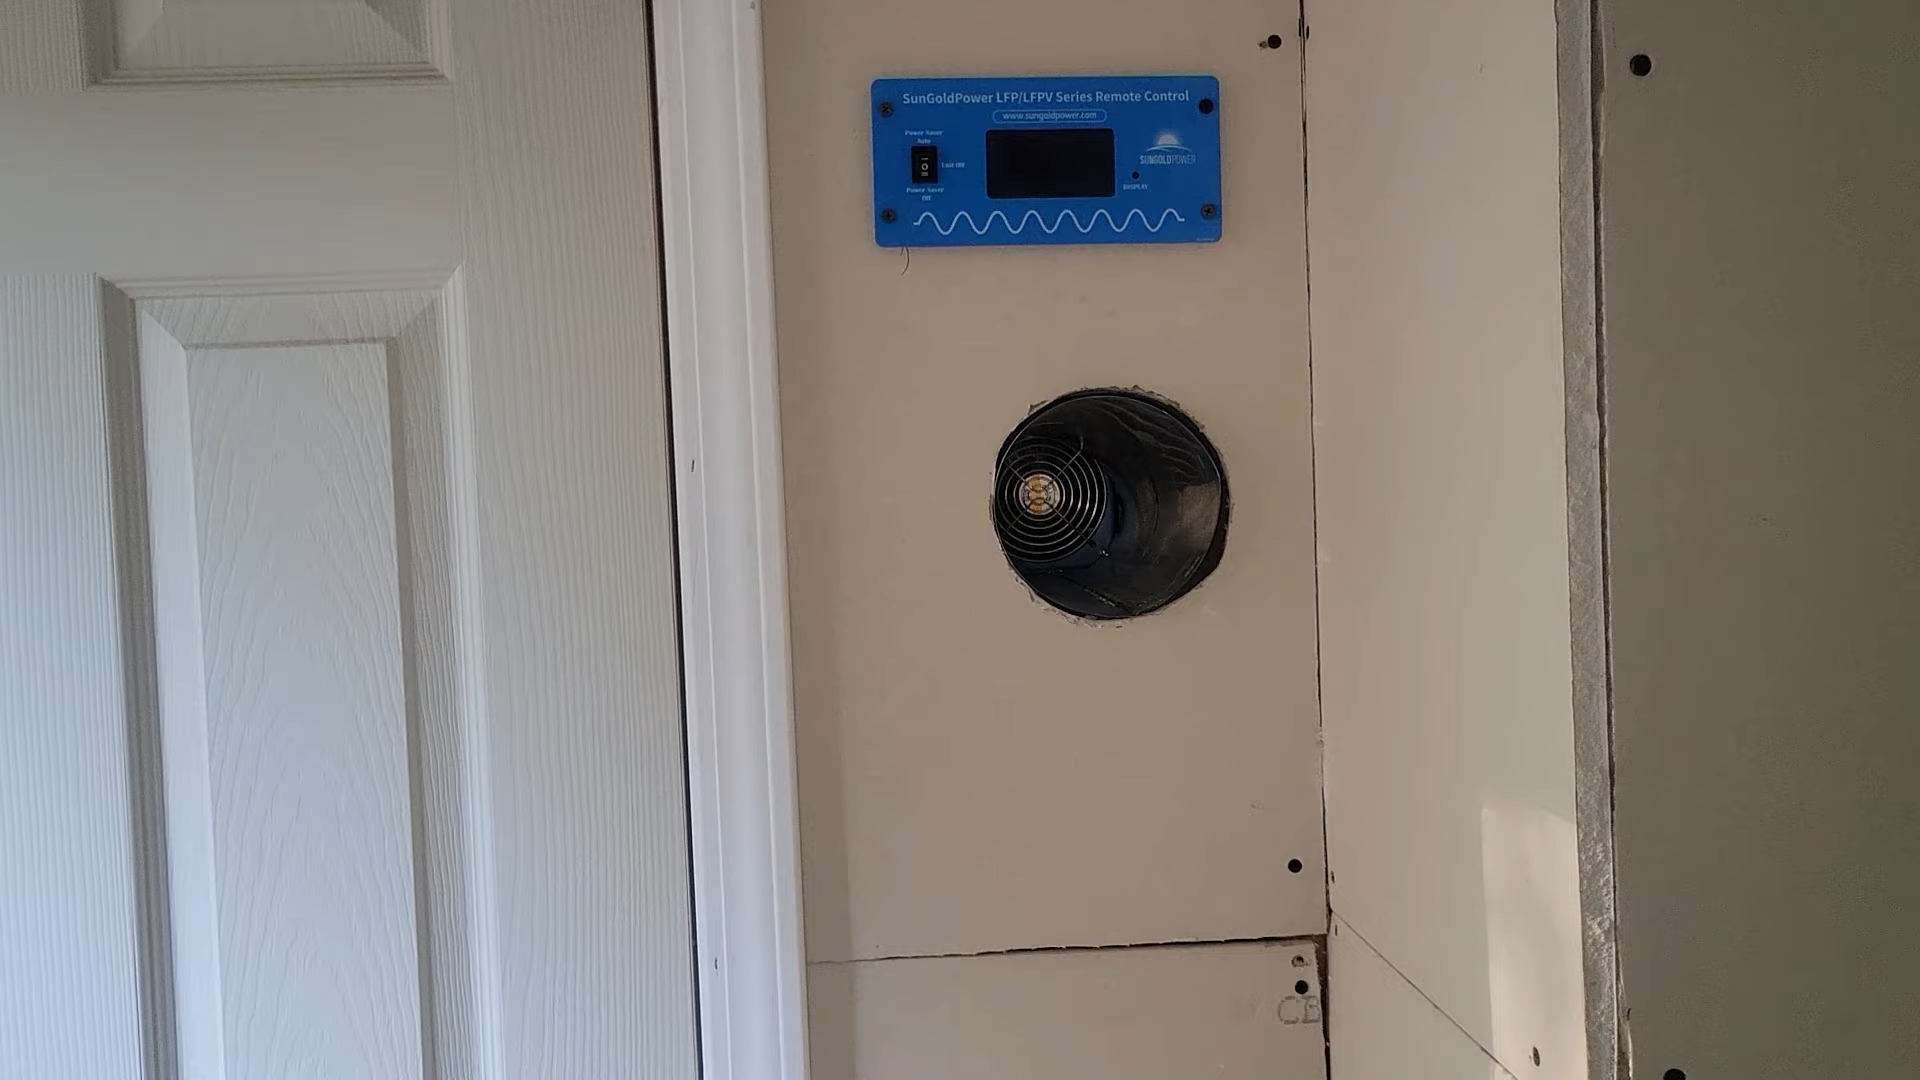 SunGoldPower LFP/LFPV Series Remote Control
www.sungoldpower.com
Power Saver
Auto
Unit Off
Power Saver
Off
SUNGOLDPOWER
DISPLAY
CB